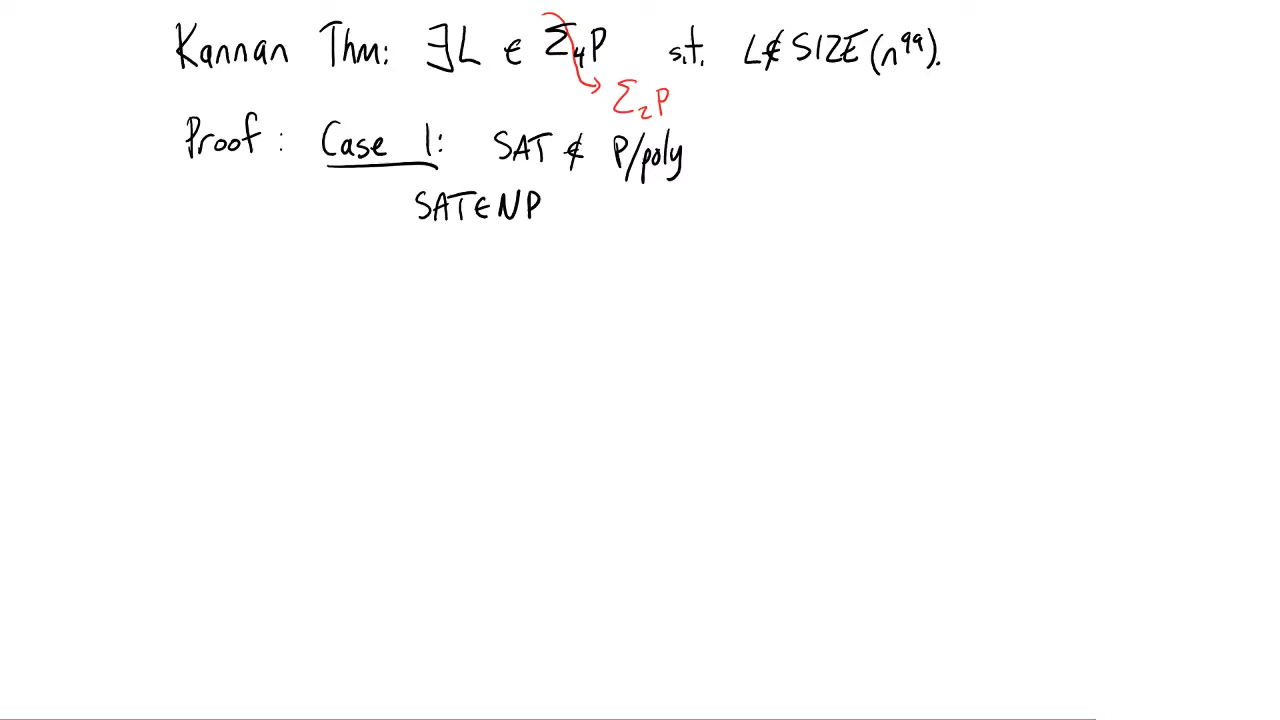 Kannan Thm: ∃L ∈ Σ₄P s.t. L∉SIZE(n⁹⁹).
Σ₂P
Proof: Case 1: SAT ∉ P/poly
SAT∈NP